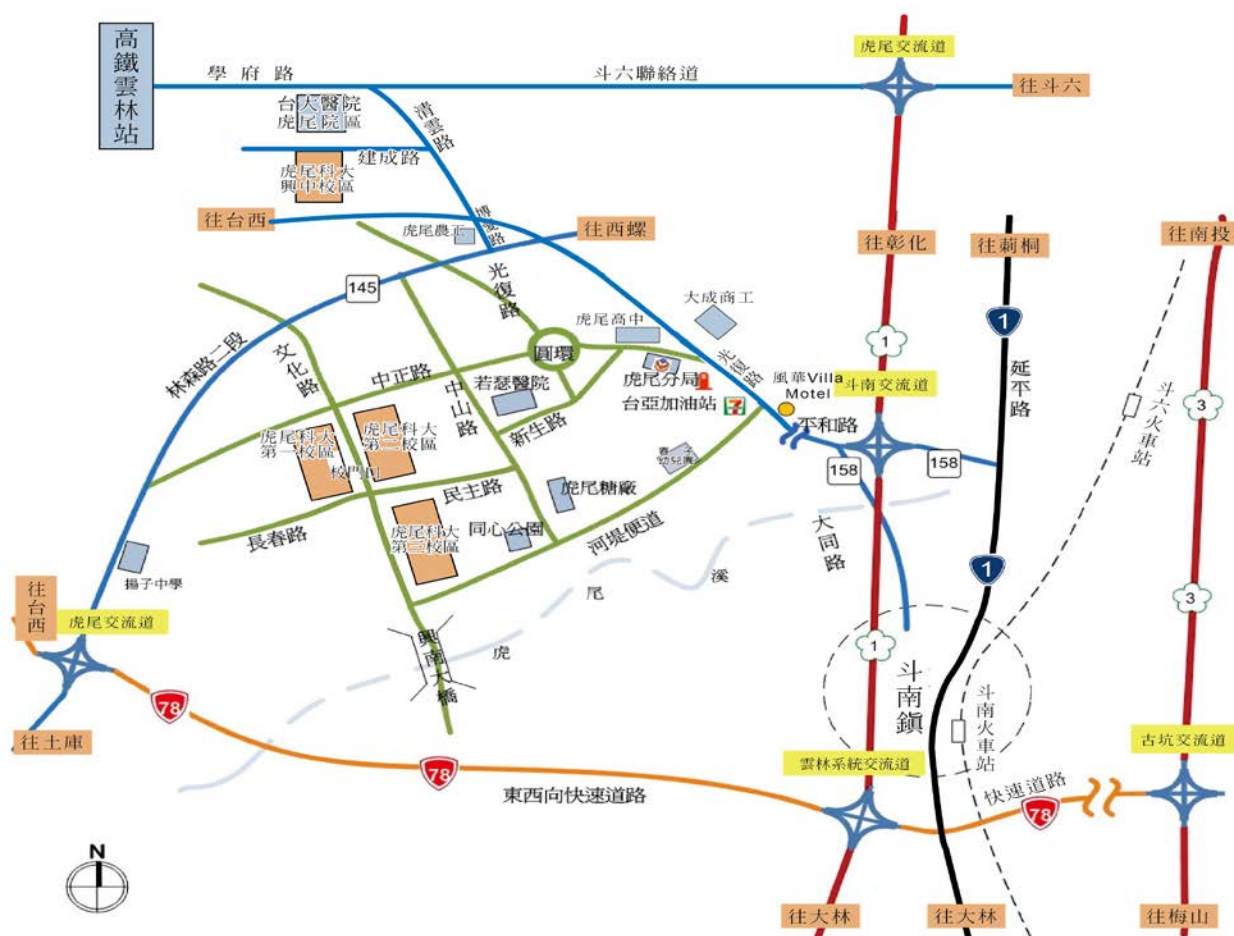 高鐵雲林站
學府路
斗六聯絡道
虎尾交流道
往斗六
台大醫院
虎尾院區
清雲路
建成路
虎尾科大
興中校區
往台西
博愛路
虎尾農工
往西螺
往彰化
往莿桐
往南投
145
光復路
大成商工
虎尾高中
1
1
延平路
林森路二段
文化路
中正路
中山路
圓環
若瑟醫院
虎尾分局
台亞加油站
7
光復路
風華Villa
Motel
斗南交流道
平和路
3
斗六火車站
新生路
虎尾科大
第一校區
校門口
虎尾科大
第二校區
158
158
幼兒園
民主路
虎尾糖廠
長春路
虎尾科大
第三校區
同心公園
河堤便道
大同路
揚子中學
虎尾溪
1
3
往台西
虎尾交流道
興南大橋
1
斗南鎮
斗南火車站
78
往土庫
78
東西向快速道路
雲林系統交流道
快速道路
78
古坑交流道
N
往大林
往大林
往梅山